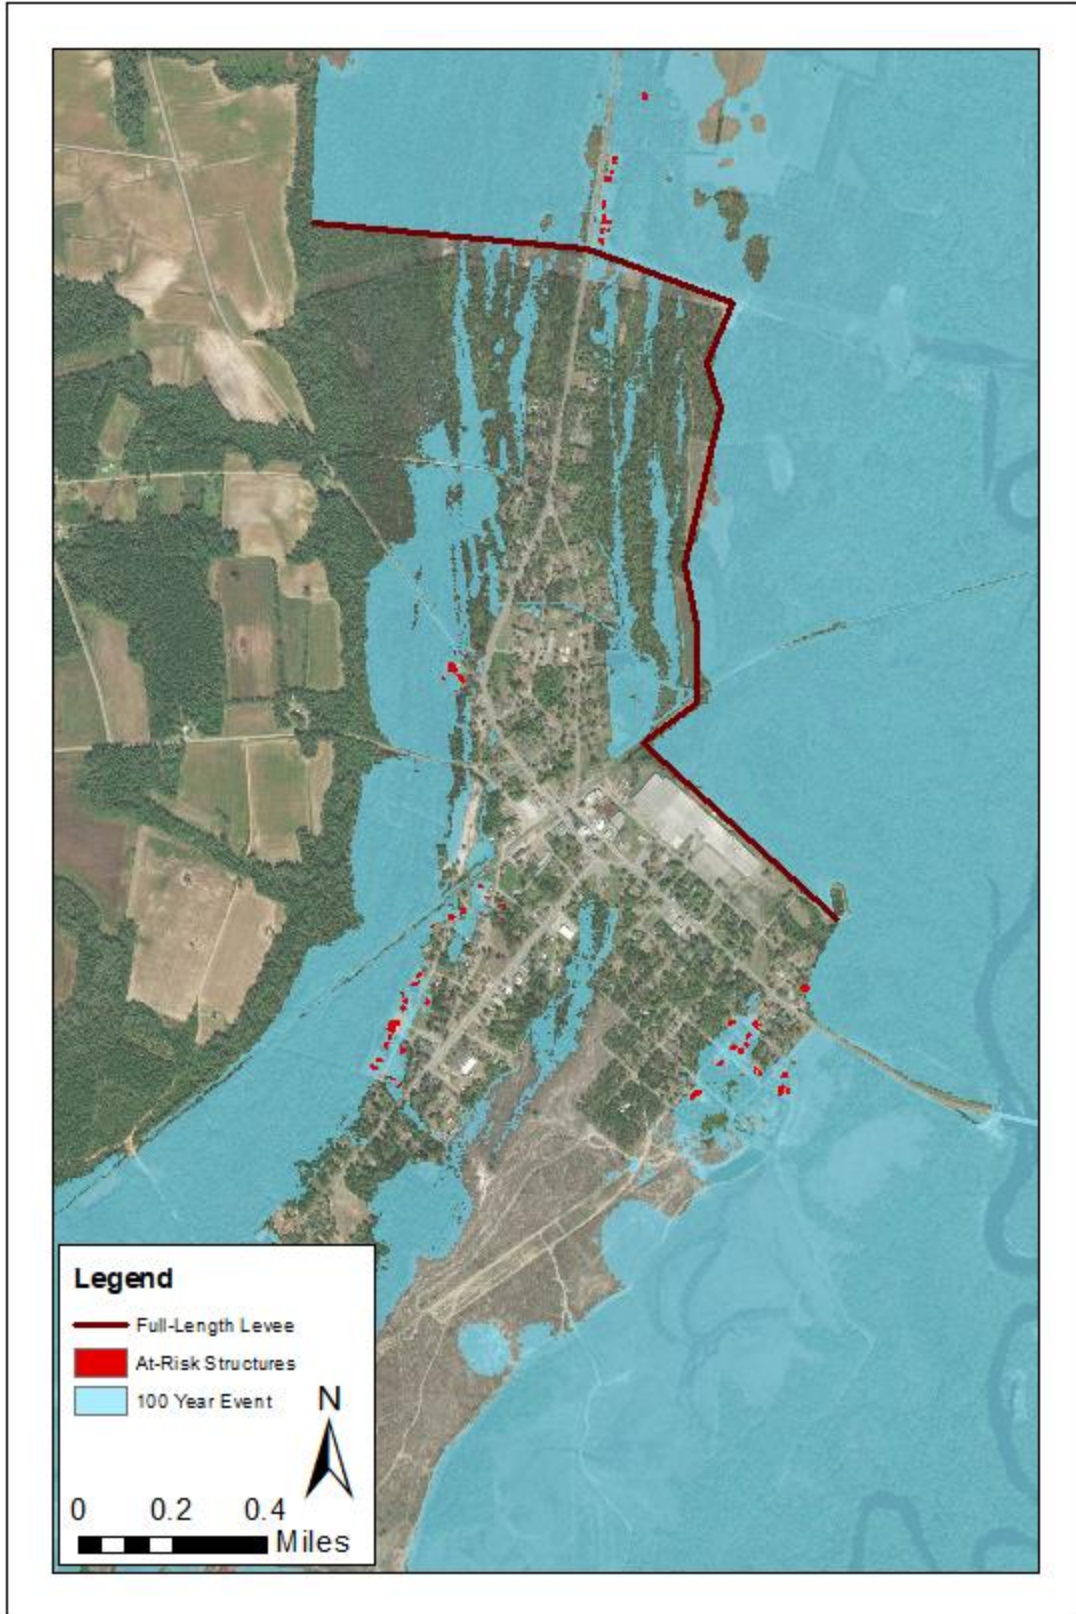 Legend
Full-Length Levee
At-Risk Structures
100 Year Event
N
0 0.2 0.4
Miles